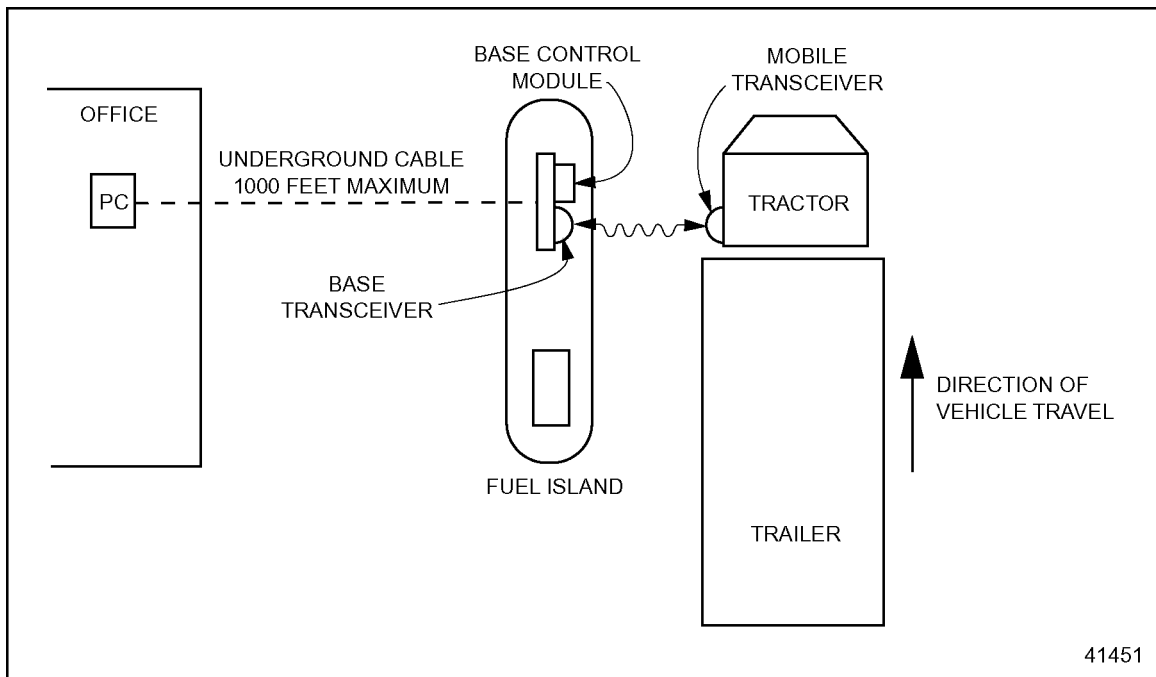 OFFICE
PC
UNDERGROUND CABLE
1000 FEET MAXIMUM
BASE CONTROL
MODULE
BASE
TRANSCEIVER
FUEL ISLAND
MOBILE
TRANSCEIVER
TRACTOR
TRAILER
DIRECTION OF
VEHICLE TRAVEL
41451